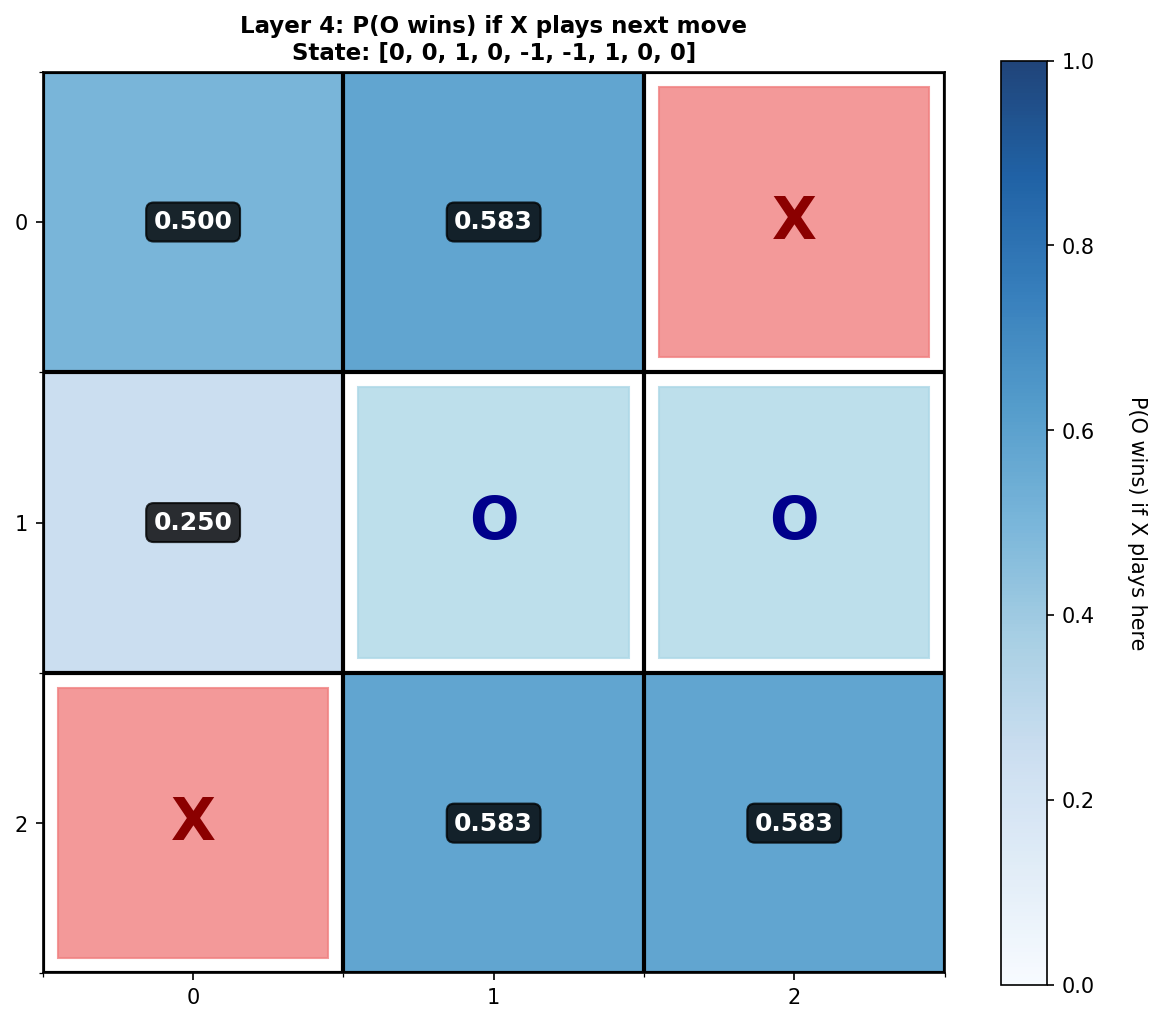 Layer 4: P(O wins) if X plays next move
State: [0, 0, 1, 0, -1, -1, 1, 0, 0]
0
0.500
0.583
X
1
0.250
O
O
2
X
0.583
0.583
0
1
2
1.0
0.8
0.6
0.4
0.2
0.0
P(O wins) if X plays here